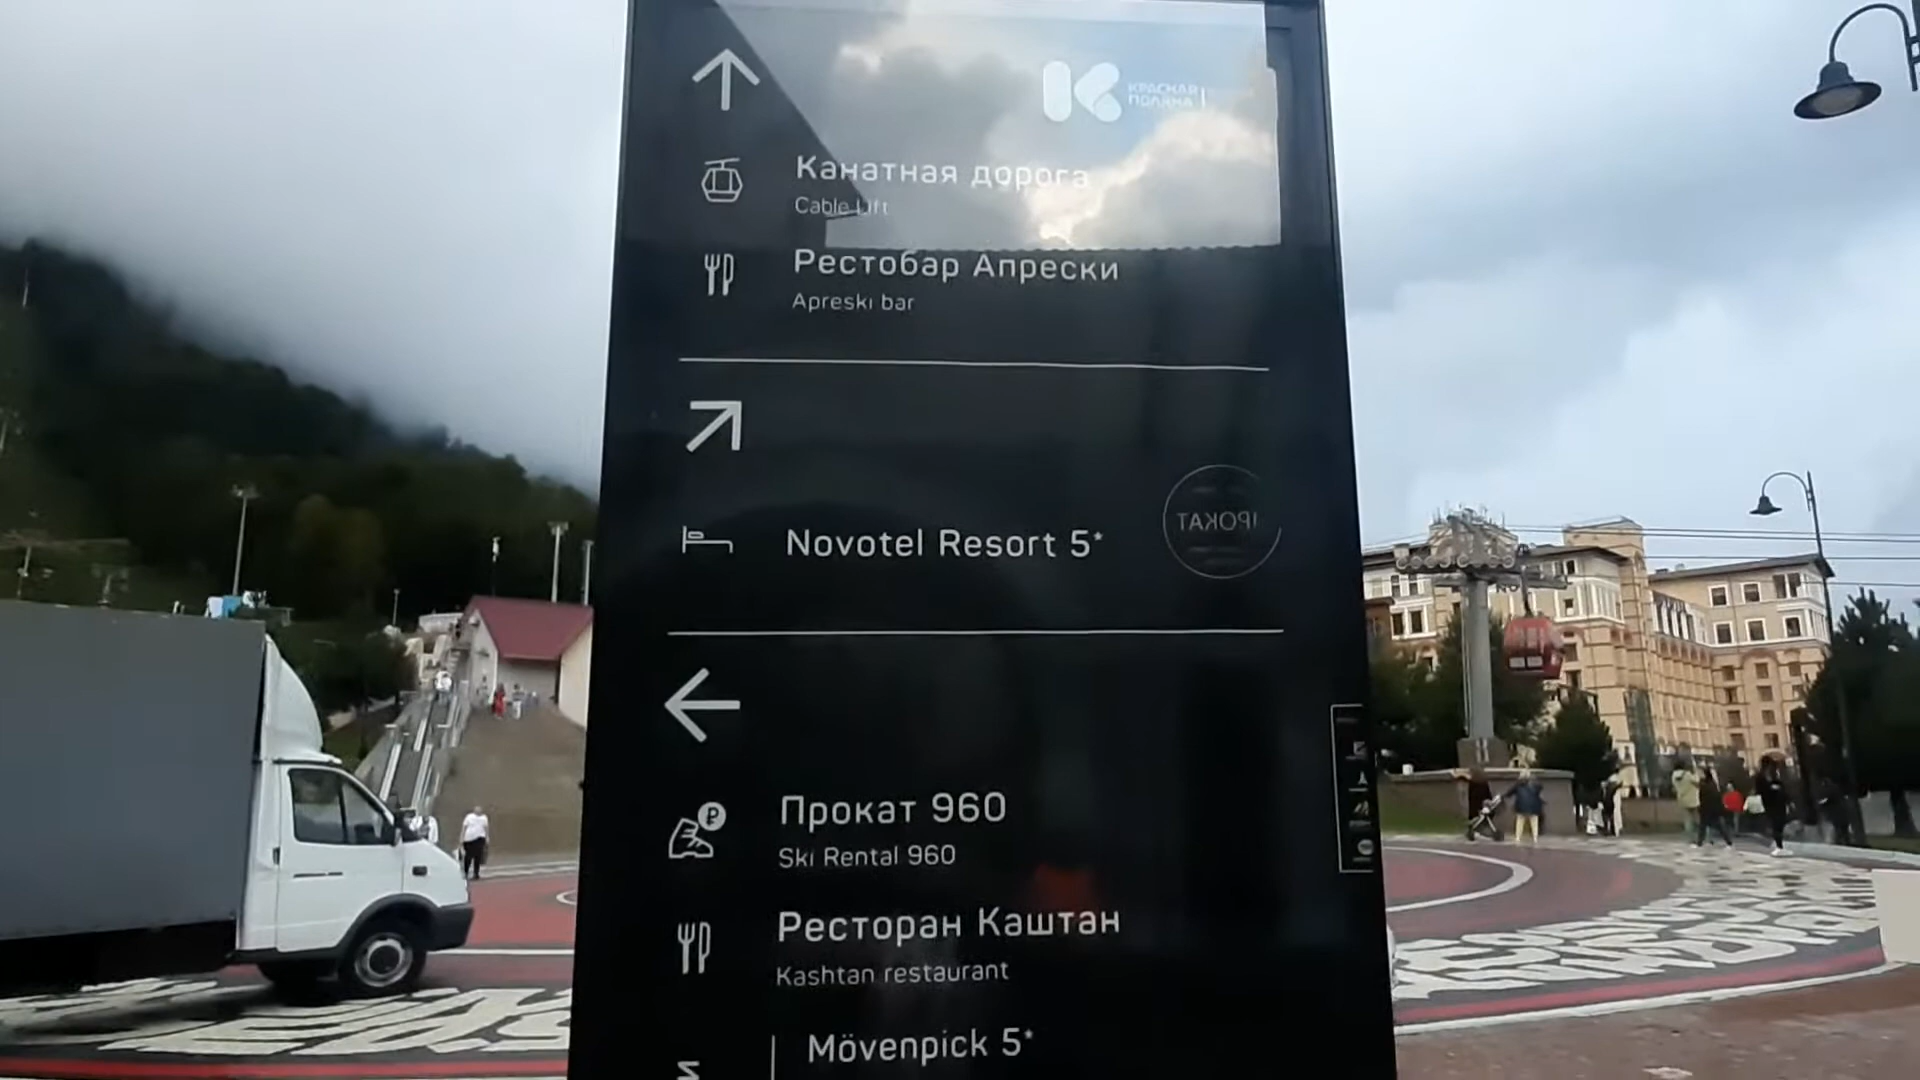 КРАСНАЯ
ПОЛЯНА
Канатная дорога
Cable Lift
Рестобар Апрески
Apreski bar
Novotel Resort 5*
ПРОКАТ
Прокат 960
Ski Rental 960
Ресторан Каштан
Kashtan restaurant
Mövenpick 5*